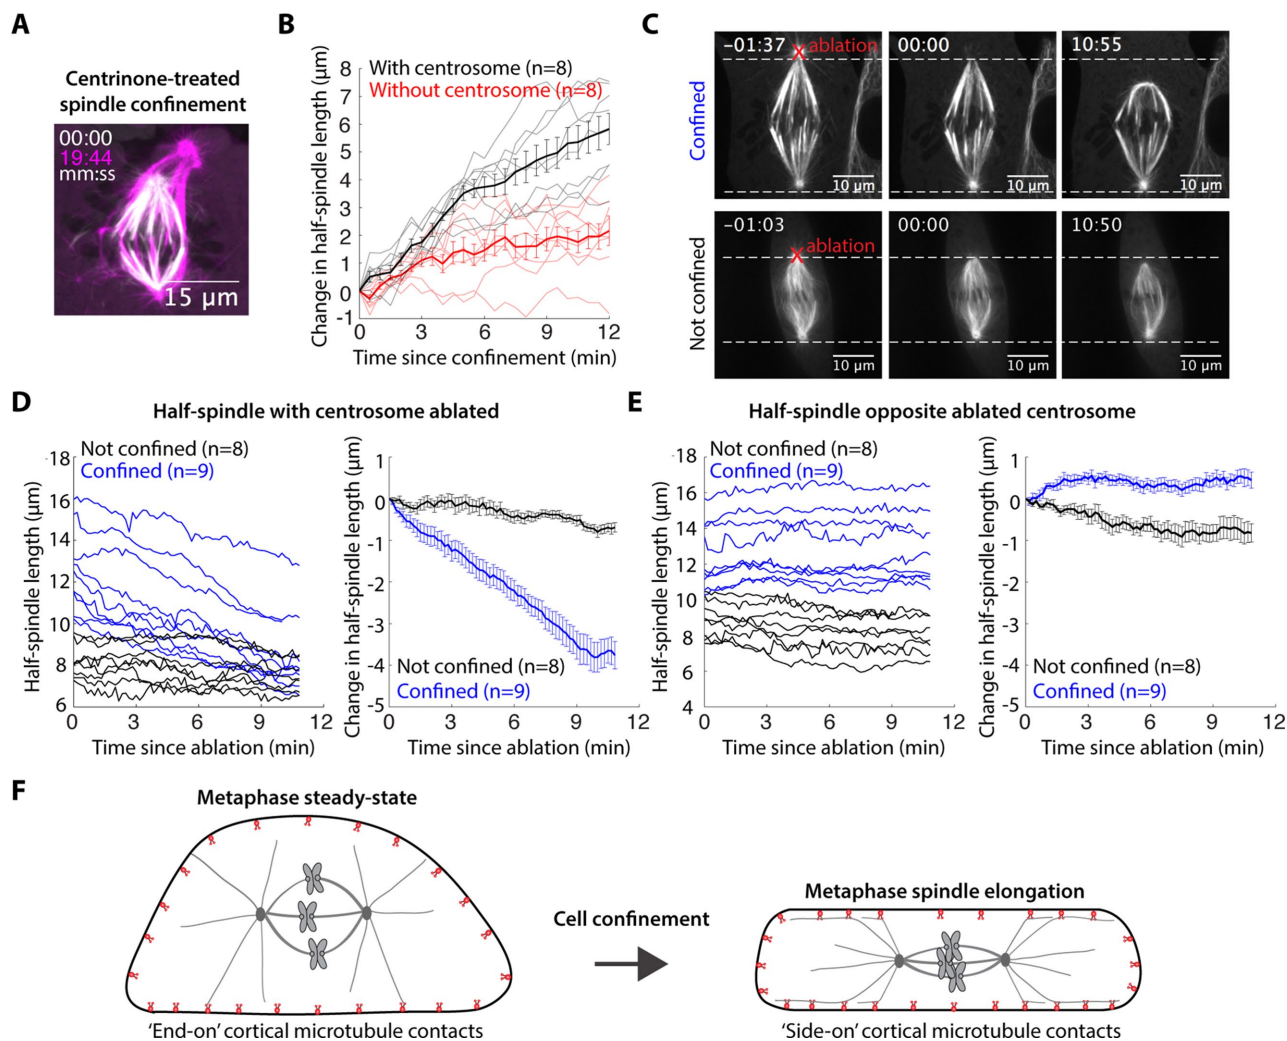 A
Centrinone-treated
spindle confinement
00:00
19:44
mm:ss
15 μm
B
With centrosome (n=8)
Without centrosome (n=8)
Change in half-spindle length (μm)
8
7
6
5
4
3
2
1
0
-1
0 3 6 9 12
Time since confinement (min)
C
Confined
−01:37
ablation
10 μm
00:00
10 μm
10:55
10 μm
Not confined
−01:03
ablation
10 μm
00:00
10 μm
10:50
10 μm
D
Half-spindle with centrosome ablated
Not confined (n=8)
Confined (n=9)
Half-spindle length (μm)
18
16
14
12
10
8
6
0 3 6 9 12
Time since ablation (min)
Change in half-spindle length (μm)
1
0
-1
-2
-3
-4
-5
Not confined (n=8)
Confined (n=9)
0 3 6 9 12
Time since ablation (min)
E
Half-spindle opposite ablated centrosome
Not confined (n=8)
Confined (n=9)
Half-spindle length (μm)
18
16
14
12
10
8
6
4
0 3 6 9 12
Time since ablation (min)
Change in half-spindle length (μm)
1
0
-1
-2
-3
-4
-5
Not confined (n=8)
Confined (n=9)
0 3 6 9 12
Time since ablation (min)
F
Metaphase steady-state
'End-on' cortical microtubule contacts
Cell confinement
Metaphase spindle elongation
'Side-on' cortical microtubule contacts